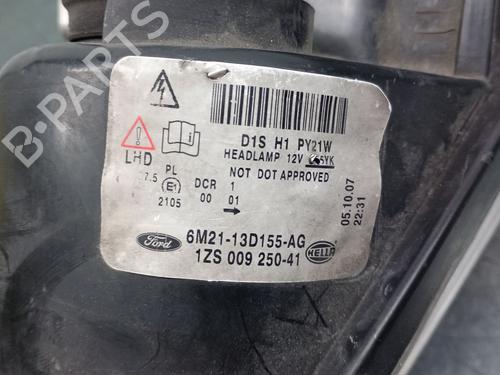 B-PARTS
D1S H1 PY21W
HEADLAMP 12V
NOT DOT APPROVED
LHD
PL
7.5 E1 DCR 1
2105 00 01
05.10.07
22:31
Ford 6M21-13D155-AG
1ZS 009 250-41 HELLA